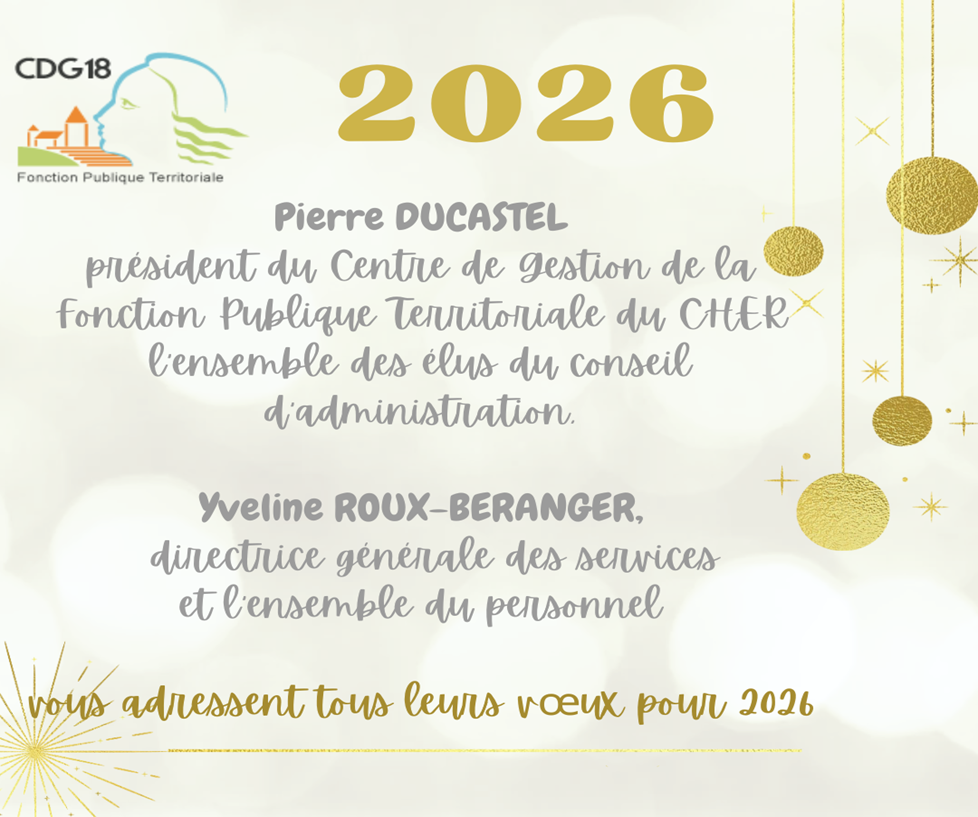 CDG18
Fonction Publique Territoriale
2026
Pierre DUCASTEL
président du Centre de Gestion de la
Fonction Publique Territoriale du CHER
l'ensemble des élus du conseil
d'administration.
Yveline ROUX-BERANGER,
directrice générale des services
et l'ensemble du personnel
vous adressent tous leurs vœux pour 2026